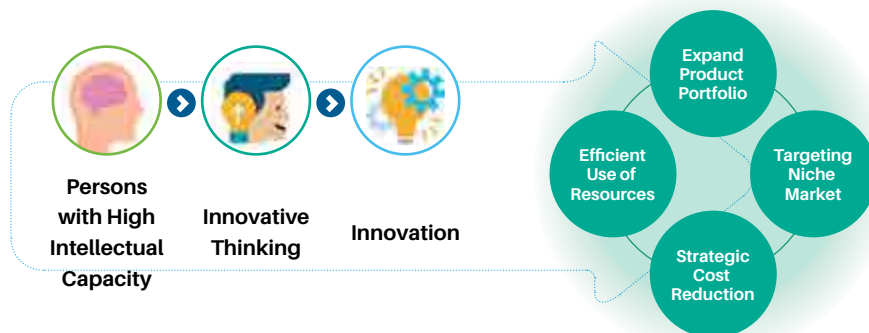 Persons
with High
Intellectual
Capacity
Innovative
Thinking
Innovation
Expand
Product
Portfolio
Efficient
Use of
Resources
Targeting
Niche
Market
Strategic
Cost
Reduction